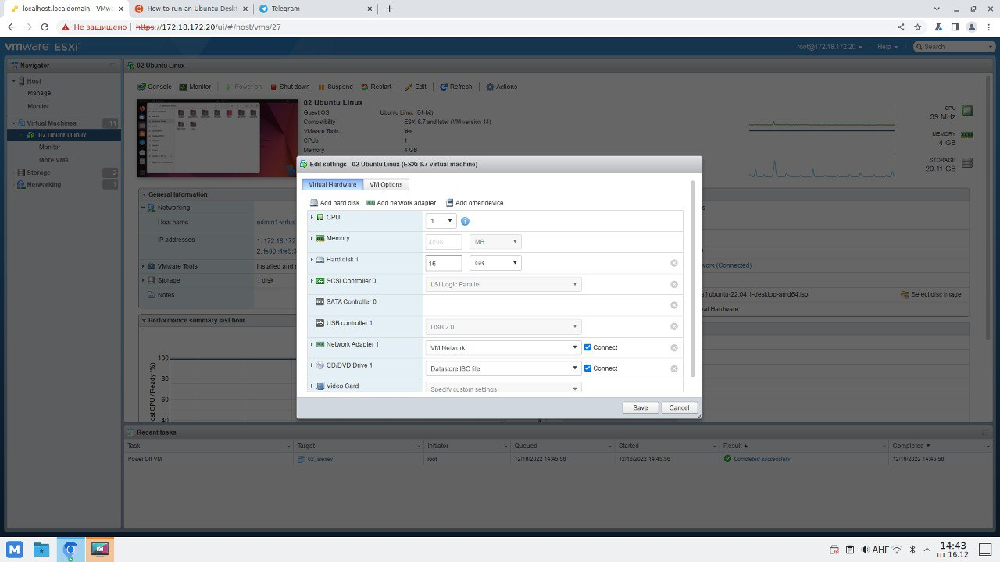 localhost.localdomain - VMwa
How to run an Ubuntu Deskt
Telegram
Не защищено
https://172.18.172.20/ui/#/host/vms/27
vmware ESXi
root@172.18.172.20
Help
Search
Navigator
02 Ubuntu Linux
Host
Manage
Monitor
Virtual Machines 11
02 Ubuntu Linux
Monitor
More VMs...
Storage 2
Networking 1
Console Monitor Power on Shut down Suspend Restart Edit Refresh Actions
02 Ubuntu Linux
Guest OS Ubuntu Linux (64-bit)
Compatibility ESXi 6.7 and later (VM version 14)
VMware Tools Yes
CPUs 1
Memory 4 GB
CPU
39 MHz
MEMORY
4 GB
STORAGE
20.11 GB
General Information
Networking
Host name admin1-virtual
IP addresses 1. 172.18.172
2. fe80::4fe5:3
VMware Tools Installed and
Storage 1 disk
Notes
work (Connected)
ubuntu-22.04.1-desktop-amd64.iso
Select disc image
Hardware
Performance summary last hour
Host CPU / Ready (%)
100
80
60
40
Edit settings - 02 Ubuntu Linux (ESXi 6.7 virtual machine)
Virtual Hardware VM Options
Add hard disk Add network adapter Add other device
CPU 1
Memory 4096 MB
Hard disk 1 16 GB
SCSI Controller 0 LSI Logic Parallel
SATA Controller 0
USB controller 1 USB 2.0
Network Adapter 1 VM Network Connect
CD/DVD Drive 1 Datastore ISO file Connect
Video Card Specify custom settings
Save Cancel
Recent tasks
Task Target Initiator Queued Started Result Completed
Power Off VM 02_alexey root 12/16/2022 14:45:56 12/16/2022 14:45:56 Completed successfully 12/16/2022 14:45:56
АНГ
14:43
пт 16.12